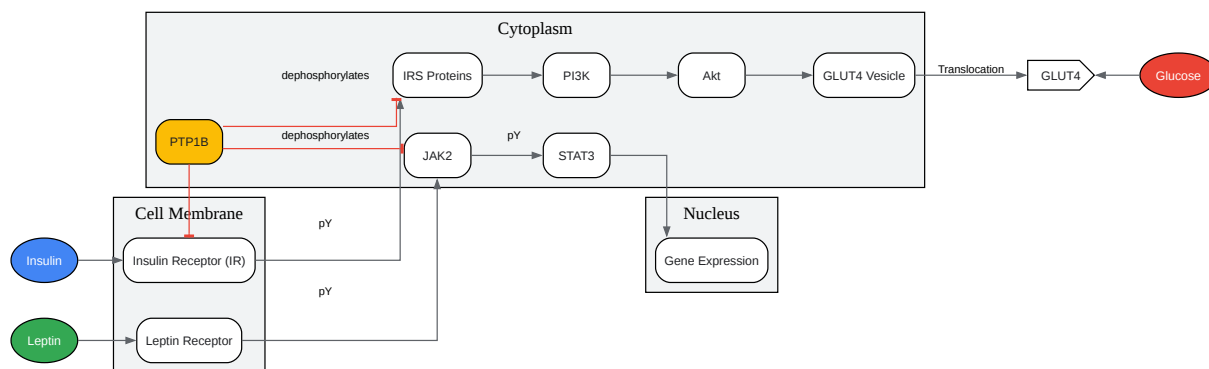 Cytoplasm
dephosphorylates
IRS Proteins
PI3K
Akt
GLUT4 Vesicle
Translocation
GLUT4
Glucose
PTP1B
dephosphorylates
JAK2
pY
STAT3
Cell Membrane
pY
Nucleus
Insulin
Insulin Receptor (IR)
Gene Expression
pY
Leptin
Leptin Receptor